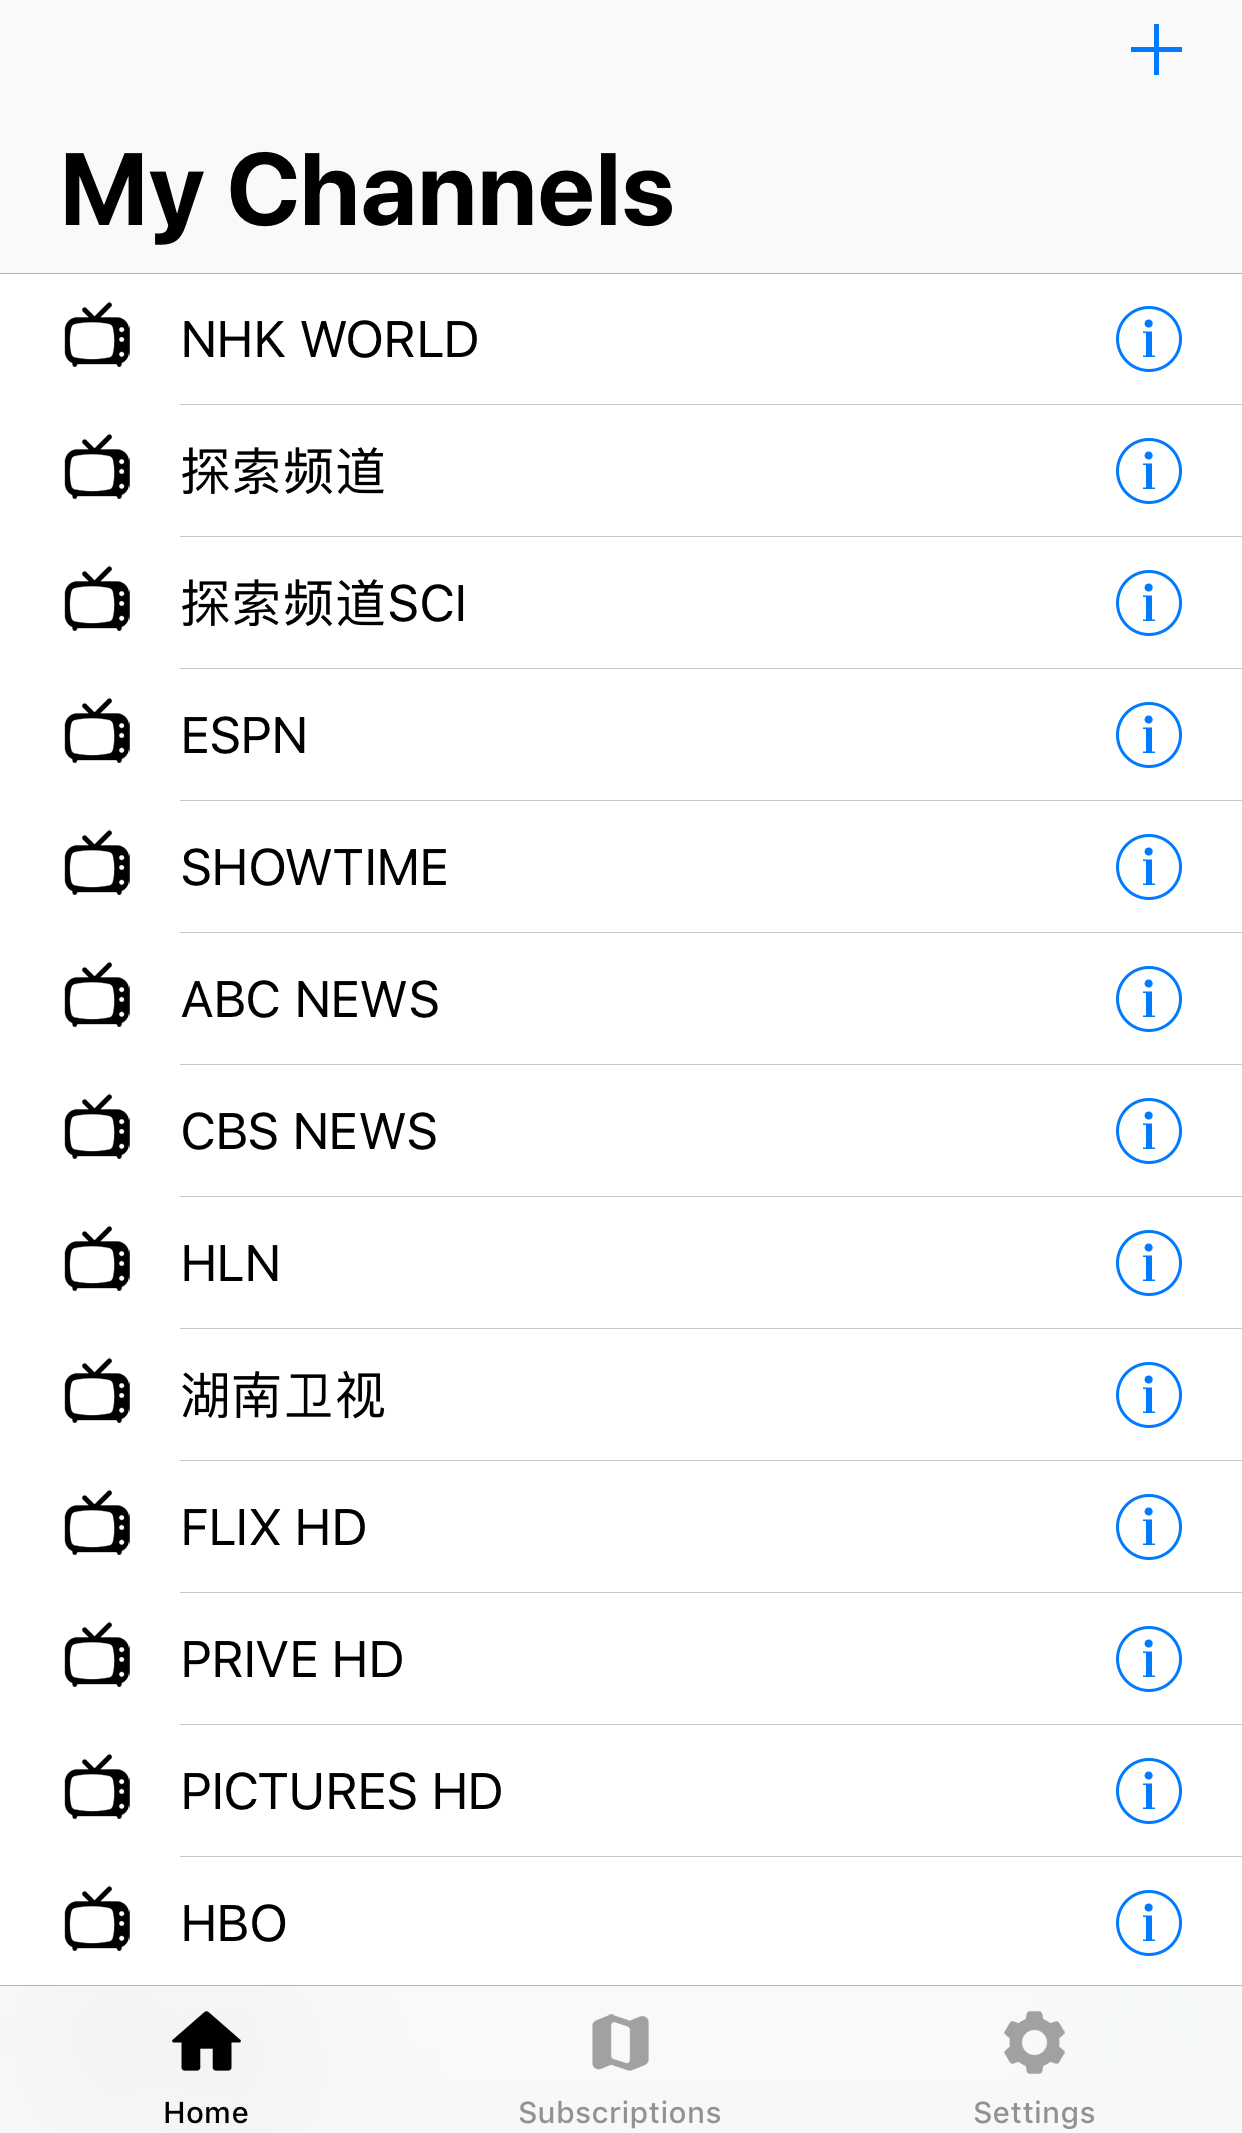 My Channels
NHK WORLD
探索频道
探索频道SCI
ESPN
SHOWTIME
ABC NEWS
CBS NEWS
HLN
湖南卫视
FLIX HD
PRIVE HD
PICTURES HD
HBO
Home
Subscriptions
Settings